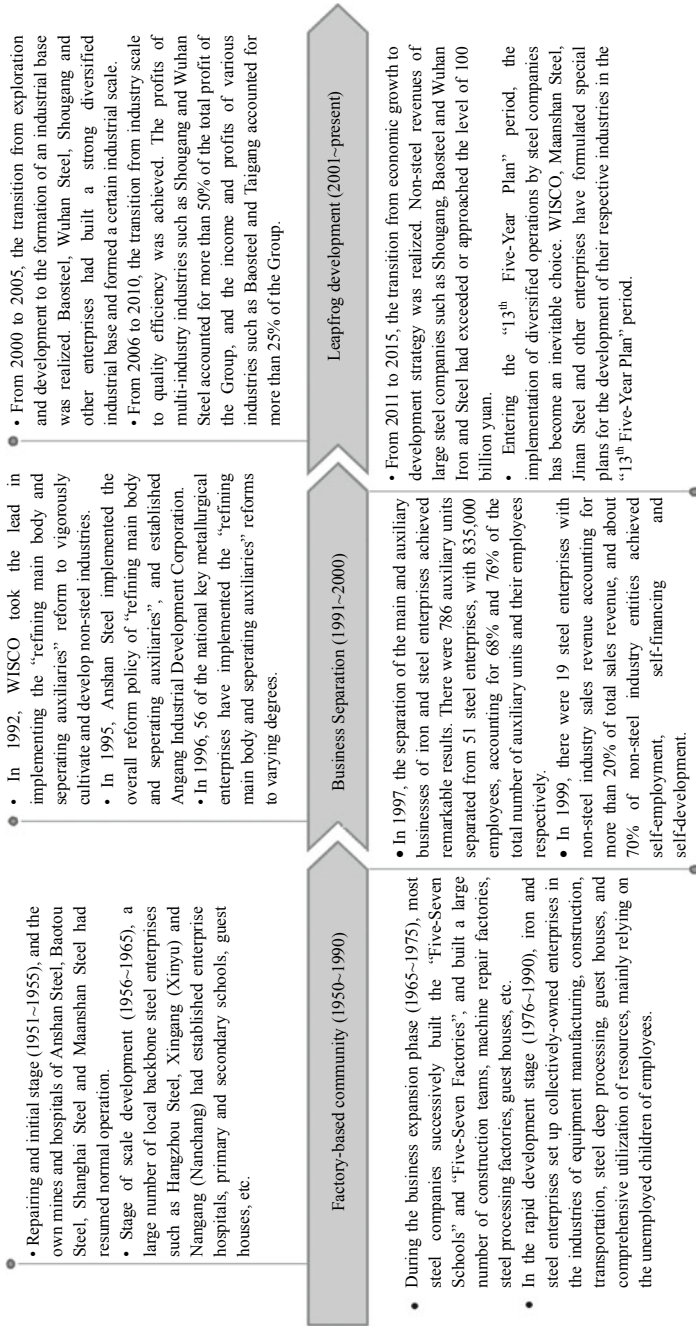 • Repairing and initial stage (1951~1955), and the
own mines and hospitals of Anshan Steel, Baotou
Steel, Shanghai Steel and Maanshan Steel had
resumed normal operation.
• Stage of scale development (1956~1965), a
large number of local backbone steel enterprises
such as Hangzhou Steel, Xingang (Xinyu) and
Nangang (Nanchang) had established enterprise
hospitals, primary and secondary schools, guest
houses, etc.
• In 1992, WISCO took the lead in
implementing the “refining main body and
seperating auxiliaries” reform to vigorously
cultivate and develop non-steel industries.
• In 1995, Anshan Steel implemented the
overall reform policy of “refining main body
and seperating auxiliaries”, and established
Angang Industrial Development Corporation.
• In 1996, 56 of the national key metallurgical
enterprises have implemented the “refining
main body and seperating auxiliaries” reforms
to varying degrees.
• From 2000 to 2005, the transition from exploration
and development to the formation of an industrial base
was realized. Baosteel, Wuhan Steel, Shougang and
other enterprises had built a strong diversified
industrial base and formed a certain industrial scale.
• From 2006 to 2010, the transition from industry scale
to quality efficiency was achieved. The profits of
multi-industry industries such as Shougang and Wuhan
Steel accounted for more than 50% of the total profit of
the Group, and the income and profits of various
industries such as Baosteel and Taigang accounted for
more than 25% of the Group.
Factory-based community (1950~1990)
Business Separation (1991~2000)
Leapfrog development (2001~present)
• During the business expansion phase (1965~1975), most
steel companies successively built the “Five-Seven
Schools” and “Five-Seven Factories”, and built a large
number of construction teams, machine repair factories,
steel processing factories, guest houses, etc.
• In the rapid development stage (1976~1990), iron and
steel enterprises set up collectively-owned enterprises in
the industries of equipment manufacturing, construction,
transportation, steel deep processing, guest houses, and
comprehensive utilization of resources, mainly relying on
the unemployed children of employees.
• In 1997, the separation of the main and auxiliary
businesses of iron and steel enterprises achieved
remarkable results. There were 786 auxiliary units
separated from 51 steel enterprises, with 835,000
employees, accounting for 68% and 76% of the
total number of auxiliary units and their employees
respectively.
• In 1999, there were 19 steel enterprises with
non-steel industry sales revenue accounting for
more than 20% of total sales revenue, and about
70% of non-steel industry entities achieved
self-employment, self-financing and
self-development.
• From 2011 to 2015, the transition from economic growth to
development strategy was realized. Non-steel revenues of
large steel companies such as Shougang, Baosteel and Wuhan
Iron and Steel had exceeded or approached the level of 100
billion yuan.
• Entering the “13th Five-Year Plan” period, the
implementation of diversified operations by steel companies
has become an inevitable choice. WISCO, Maanshan Steel,
Jinan Steel and other enterprises have formulated special
plans for the development of their respective industries in the
“13th Five-Year Plan” period.